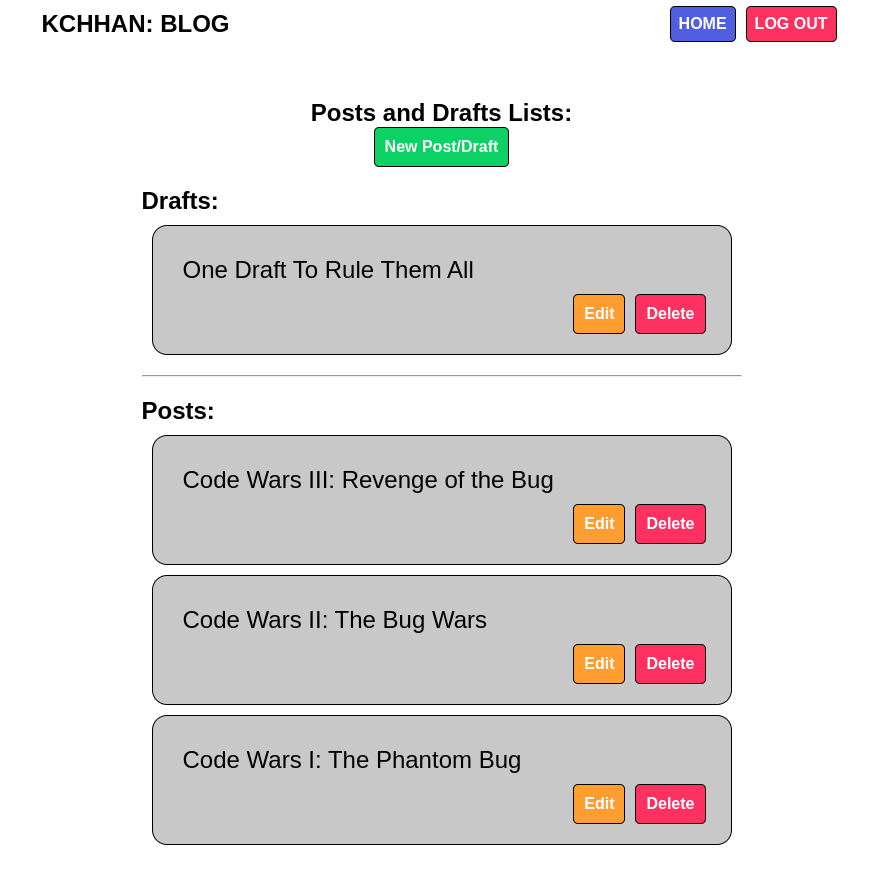 KCHHAN: BLOG
HOME
LOG OUT
Posts and Drafts Lists:
New Post/Draft
Drafts:
One Draft To Rule Them All
Edit
Delete
Posts:
Code Wars III: Revenge of the Bug
Edit
Delete
Code Wars II: The Bug Wars
Edit
Delete
Code Wars I: The Phantom Bug
Edit
Delete